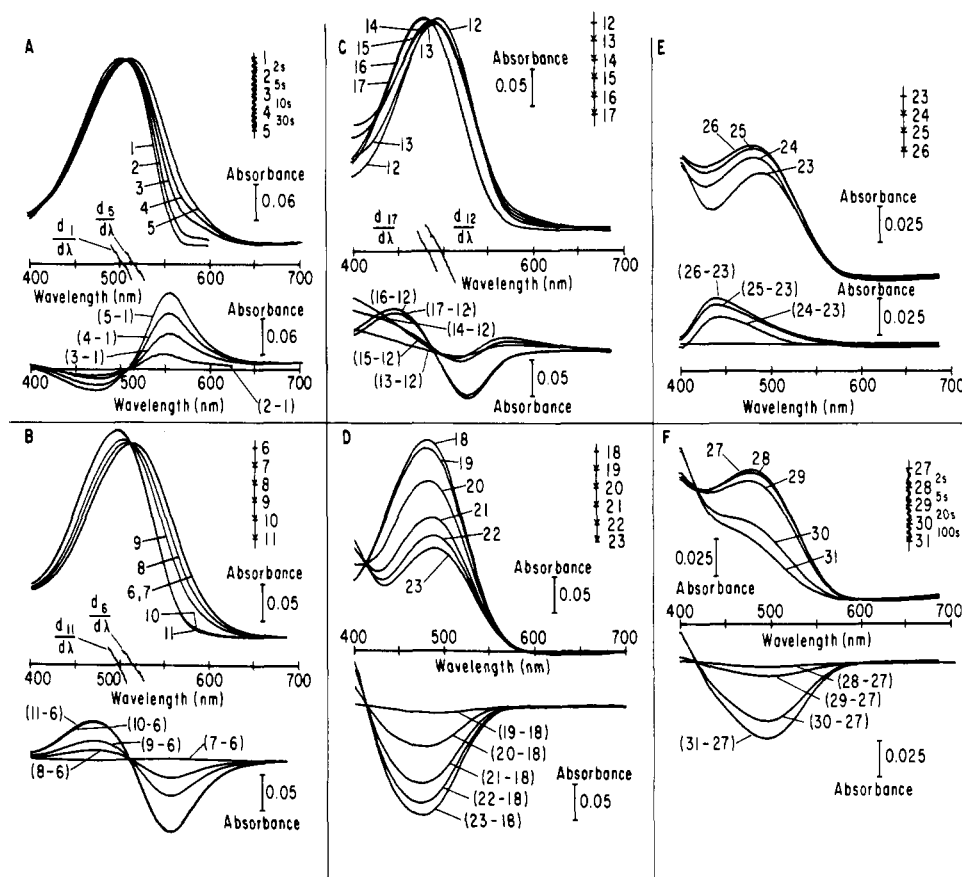 A
1
2s
2
5s
3
10s
4
30s
5
1
2
3
4
5
Absorbance
0.06
d1
dλ
d5
dλ
400
500
600
700
Wavelength (nm)
(5-1)
(4-1)
(3-1)
(2-1)
Absorbance
0.06
400
500
600
700
Wavelength (nm)
B
6
7
8
9
10
11
9
8
6,7
10
11
Absorbance
0.05
d11
dλ
d6
dλ
400
500
600
700
Wavelength (nm)
(11-6)
(10-6)
(9-6)
(8-6)
(7-6)
0.05
Absorbance
C
14
15
16
17
13
12
13
12
Absorbance
0.05
12
13
14
15
16
17
d17
dλ
d12
dλ
400
500
600
700
Wavelength (nm)
(16-12)
(17-12)
(14-12)
(15-12)
(13-12)
0.05
Absorbance
D
18
19
20
21
22
23
18
19
20
21
22
23
Absorbance
0.05
400
500
600
700
Wavelength (nm)
(19-18)
(20-18)
(21-18)
(22-18)
(23-18)
Absorbance
0.05
E
23
24
25
26
26
25
24
23
Absorbance
0.025
(26-23)
(25-23)
(24-23)
Absorbance
0.025
400
500
600
700
Wavelength (nm)
F
27
28
29
30
31
27
2s
28
5s
29
20s
30
100s
31
0.025
Absorbance
400
500
600
700
Wavelength (nm)
(28-27)
(29-27)
(30-27)
(31-27)
0.025
Absorbance